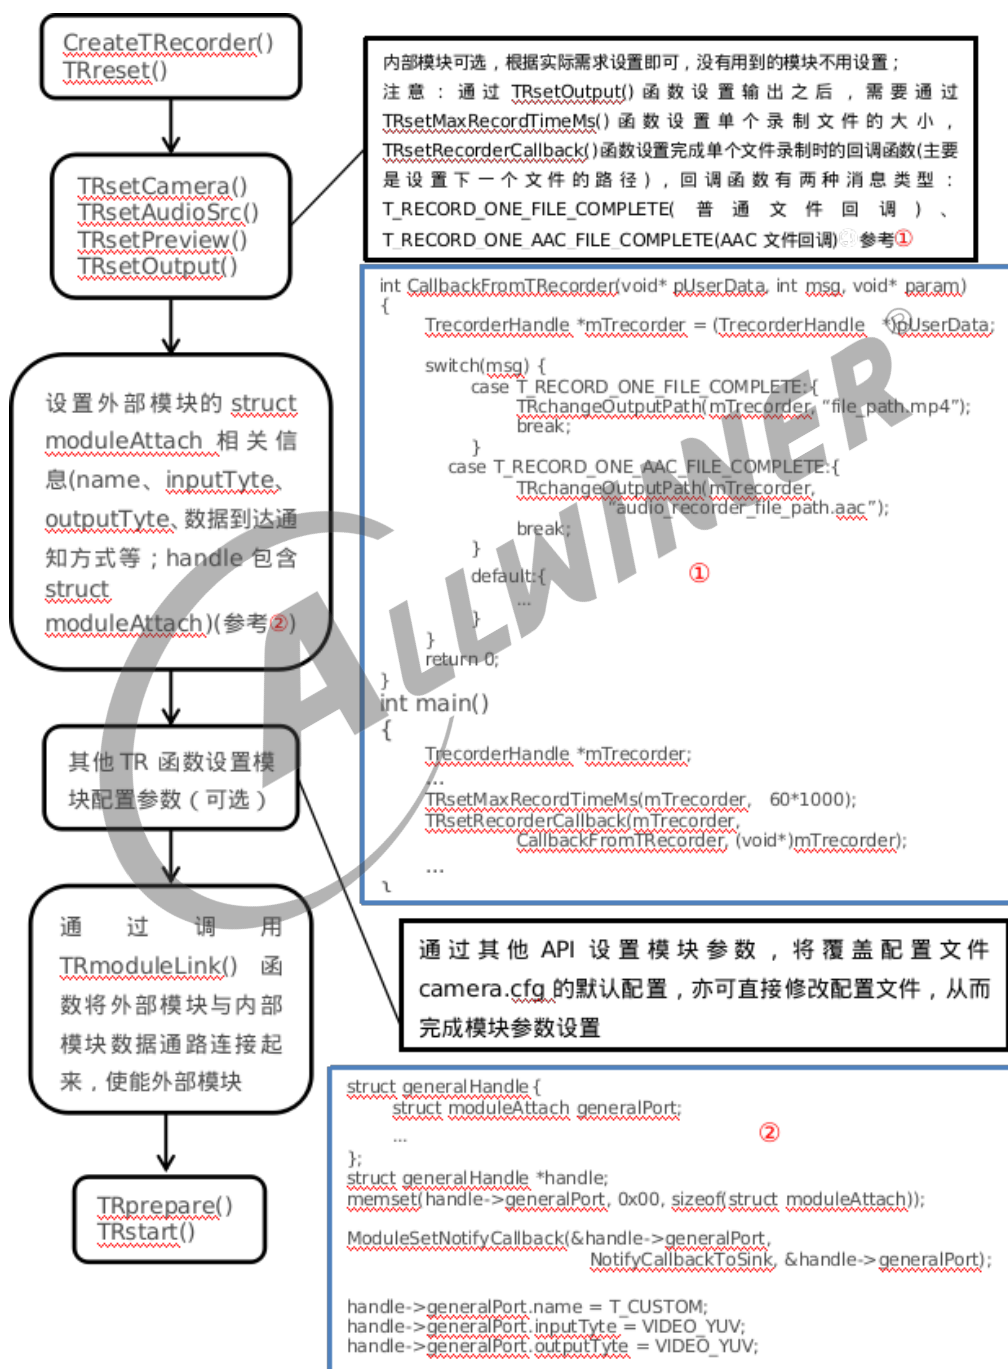 CreateTRecorder()
TRreset()
TRsetCamera()
TRsetAudioSrc()
TRsetPreview()
TRsetOutput()
设置外部模块的 struct
moduleAttach 相关信
息(name、inputTyte、
outputTyte、数据到达通
知方式等；handle 包含
struct
moduleAttach)(参考②)
其他 TR 函数设置模
块配置参数（可选）
通过调用
TRmoduleLink() 函
数将外部模块与内部
模块数据通路连接起
来，使能外部模块
TRprepare()
TRstart()
内部模块可选，根据实际需求设置即可，没有用到的模块不用设置；
注意：通过 TRsetOutput() 函数设置输出之后，需要通过
TRsetMaxRecordTimeMs() 函数设置单个录制文件的大小，
TRsetRecorderCallback()函数设置完成单个文件录制时的回调函数(主要
是设置下一个文件的路径)，回调函数有两种消息类型：
T_RECORD_ONE_FILE_COMPLETE(普通文件回调)、
T_RECORD_ONE_AAC_FILE_COMPLETE(AAC 文件回调) 参考①
int CallbackFromTRecorder(void* pUserData, int msg, void* param)
{
TrecorderHandle *mTrecorder = (TrecorderHandle *)pUserData;
switch(msg) {
case T_RECORD_ONE_FILE_COMPLETE:{
TRchangeOutputPath(mTrecorder, “file_path.mp4”);
break;
}
case T_RECORD_ONE_AAC_FILE_COMPLETE:{
TRchangeOutputPath(mTrecorder,
“audio_recorder_file_path.aac”);
break;
}
default:{
...
}
}
return 0;
}
①
int main()
{
TrecorderHandle *mTrecorder;
...
TRsetMaxRecordTimeMs(mTrecorder, 60*1000);
TRsetRecorderCallback(mTrecorder,
CallbackFromTRecorder, (void*)mTrecorder);
...
}
通过其他 API 设置模块参数，将覆盖配置文件
camera.cfg 的默认配置，亦可直接修改配置文件，从而
完成模块参数设置
struct generalHandle{
struct moduleAttach generalPort;
...
②
};
struct generalHandle *handle;
memset(handle->generalPort, 0x00, sizeof(struct moduleAttach));
ModuleSetNotifyCallback(&handle->generalPort,
NotifyCallbackToSink, &handle->generalPort);
handle->generalPort.name = T_CUSTOM;
handle->generalPort.inputTyte = VIDEO_YUV;
handle->generalPort.outputTyte = VIDEO_YUV;
ALLWINNER®